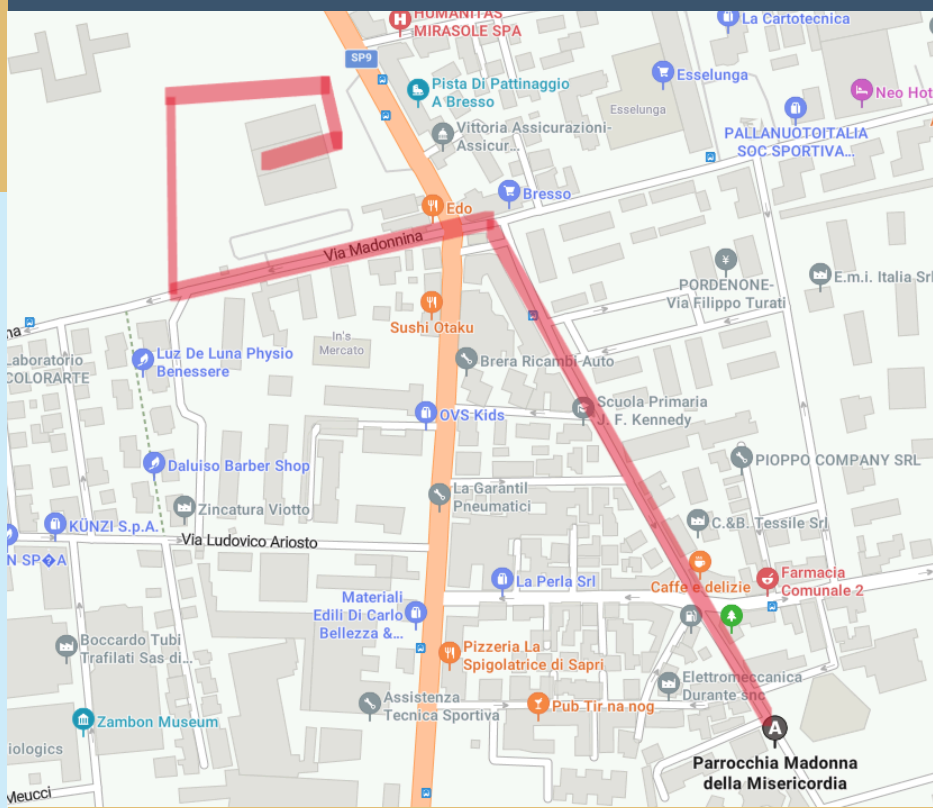 HUMANITAS
MIRASOLE SPA
La Cartotecnica
SP9
Esselunga
Pista Di Pattinaggio
A Bresso
Neo Hot
Esselunga
Vittoria Assicurazioni-
Assicur...
PALLANUOTOITALIA
SOC SPORTIVA...
Bresso
Edo
Via Madonnina
PORDENONE-
Via Filippo Turati
E.m.i. Italia Srl
na
Sushi Otaku
In's
Mercato
Laboratorio
COLORARTE
Luz De Luna Physio
Benessere
Brera Ricambi Auto
Scuola Primaria
J. F. Kennedy
OVS Kids
PIOPPO COMPANY SRL
Daluiso Barber Shop
La Garantil
Pneumatici
Zincatura Viotto
KÜNZI S.p.A.
C.&B. Tessile Srl
Via Ludovico Ariosto
N SP�A
La Perla Srl
Caffe e delizie
Farmacia
Comunale 2
Materiali
Edili Di Carlo
Bellezza &...
Boccardo Tubi
Trafilati Sas di...
Pizzeria La
Spigolatrice di Sapri
Elettromeccanica
Durante snc
Assistenza
Tecnica Sportiva
Pub Tir na nog
Zambon Museum
A
iologics
Parrocchia Madonna
della Misericordia
Meucci